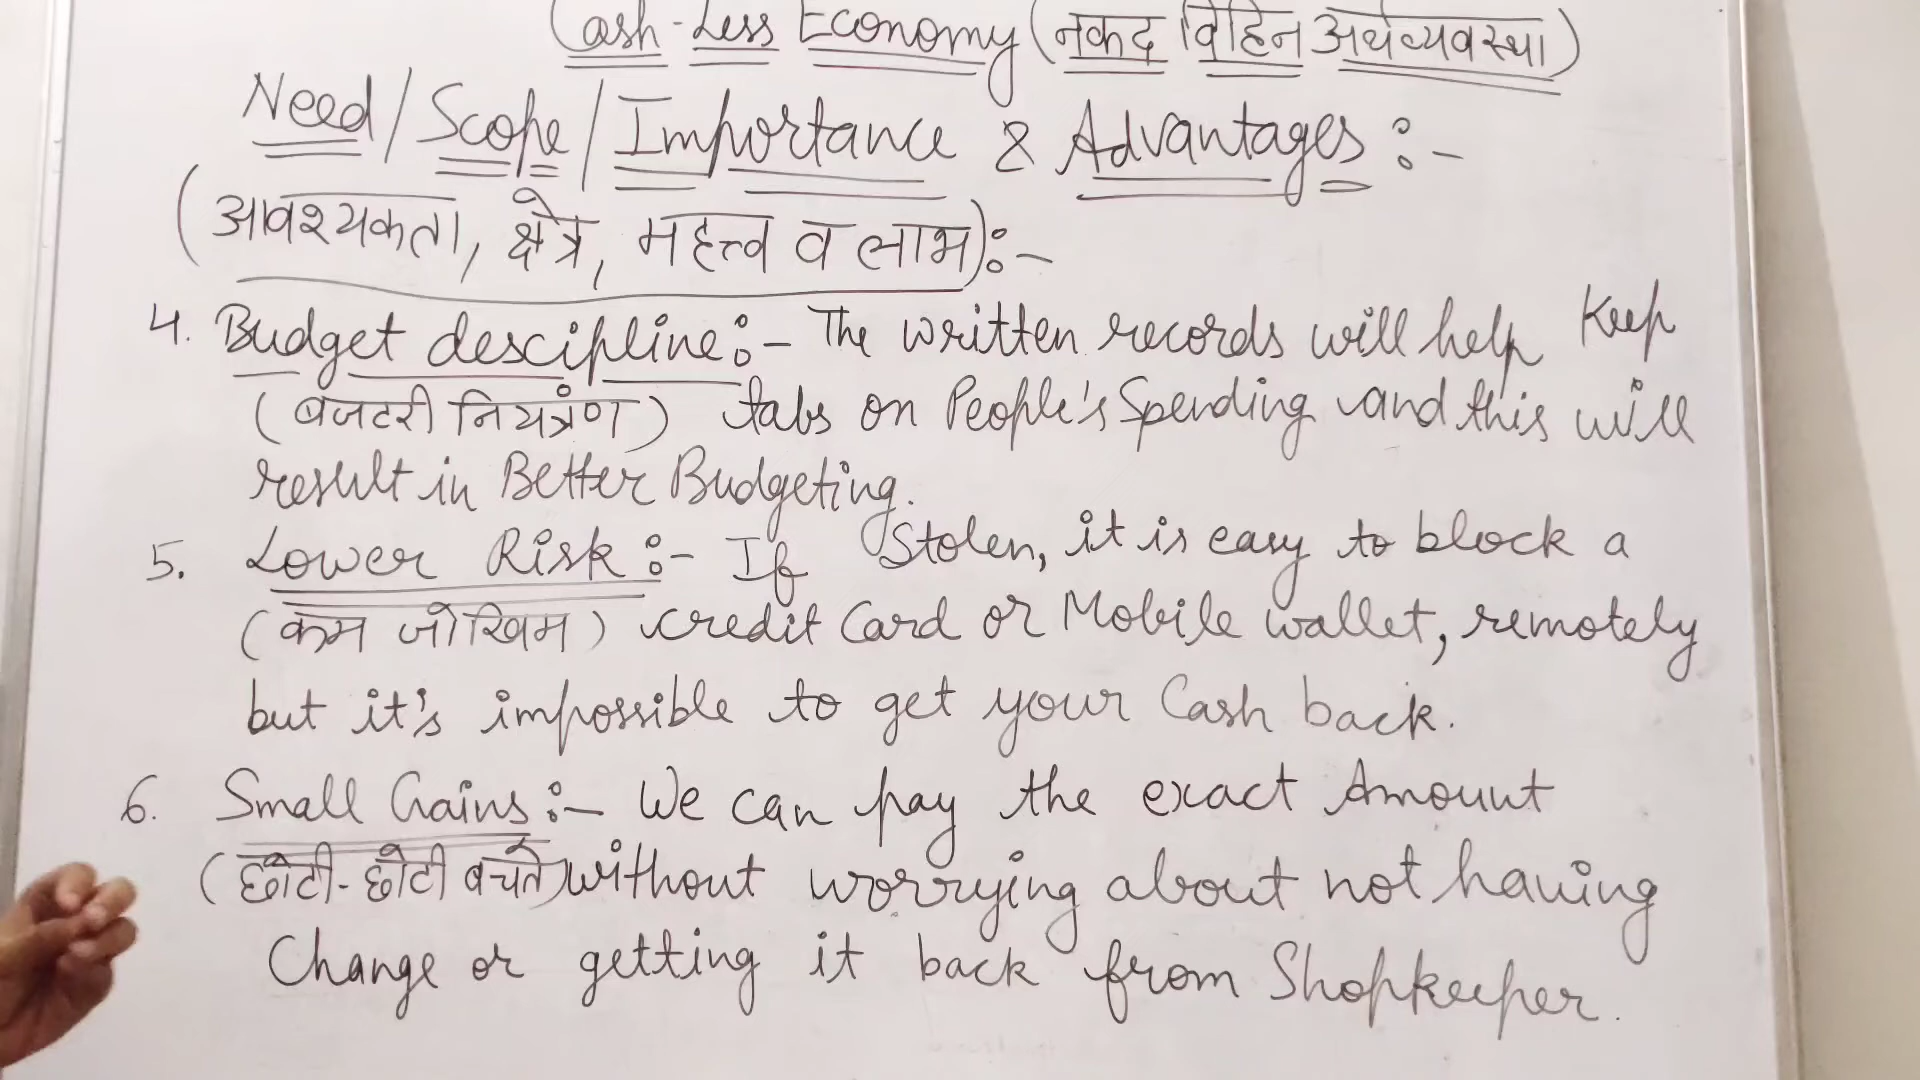 Cash-Less Economy (नकद विहिन अर्थव्यवस्था)
Need/Scope/Importance & Advantages:-
(आवश्यकता, क्षेत्र, महत्त्व व लाभ):-
4. Budget descipline:- The written records will help Keep
(बजटरी नियंत्रण) tabs on People's Spending and this will
result in Better Budgeting.
5. Lower Risk:- If Stolen, it is easy to block a
(कम जोखिम) credit Card or Mobile wallet, remotely
but it's impossible to get your Cash back.
6. Small Gains:- We can pay the exact Amount
(छोटी-छोटी बचतें) without worrying about not having
Change or getting it back from Shopkeeper.